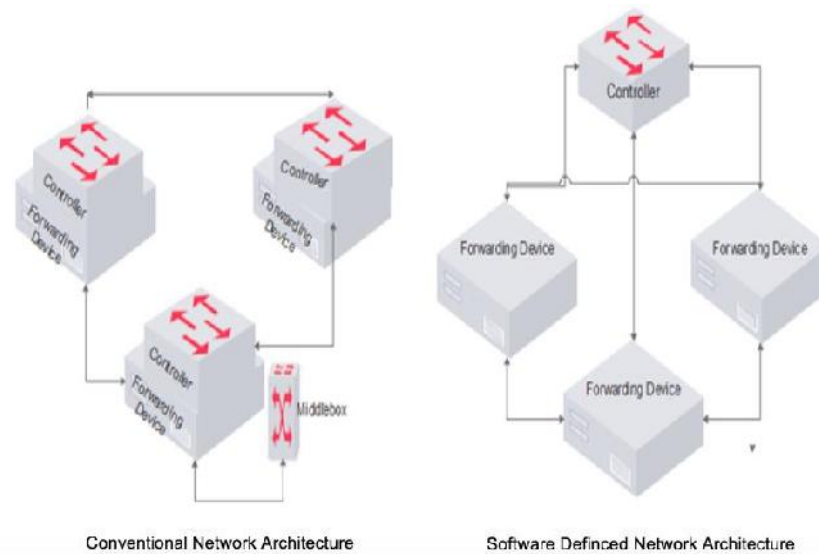 Controller
Forwarding
Device
Controller
Forwarding
Device
Controller
Forwarding
Device
Middlebox
Conventional Network Architecture
Controller
Forwarding Device
Forwarding Device
Forwarding Device
Software Definced Network Architecture